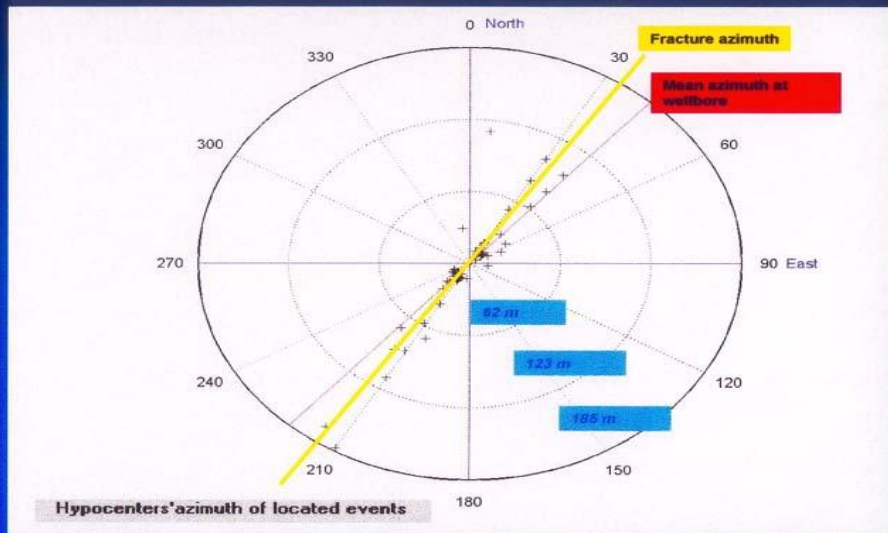 0 North
Fracture azimuth
330
30
Mean azimuth at
wellbore
300
60
270
90 East
62 m
123 m
240
120
185 m
210
150
180
Hypocenters'azimuth of located events